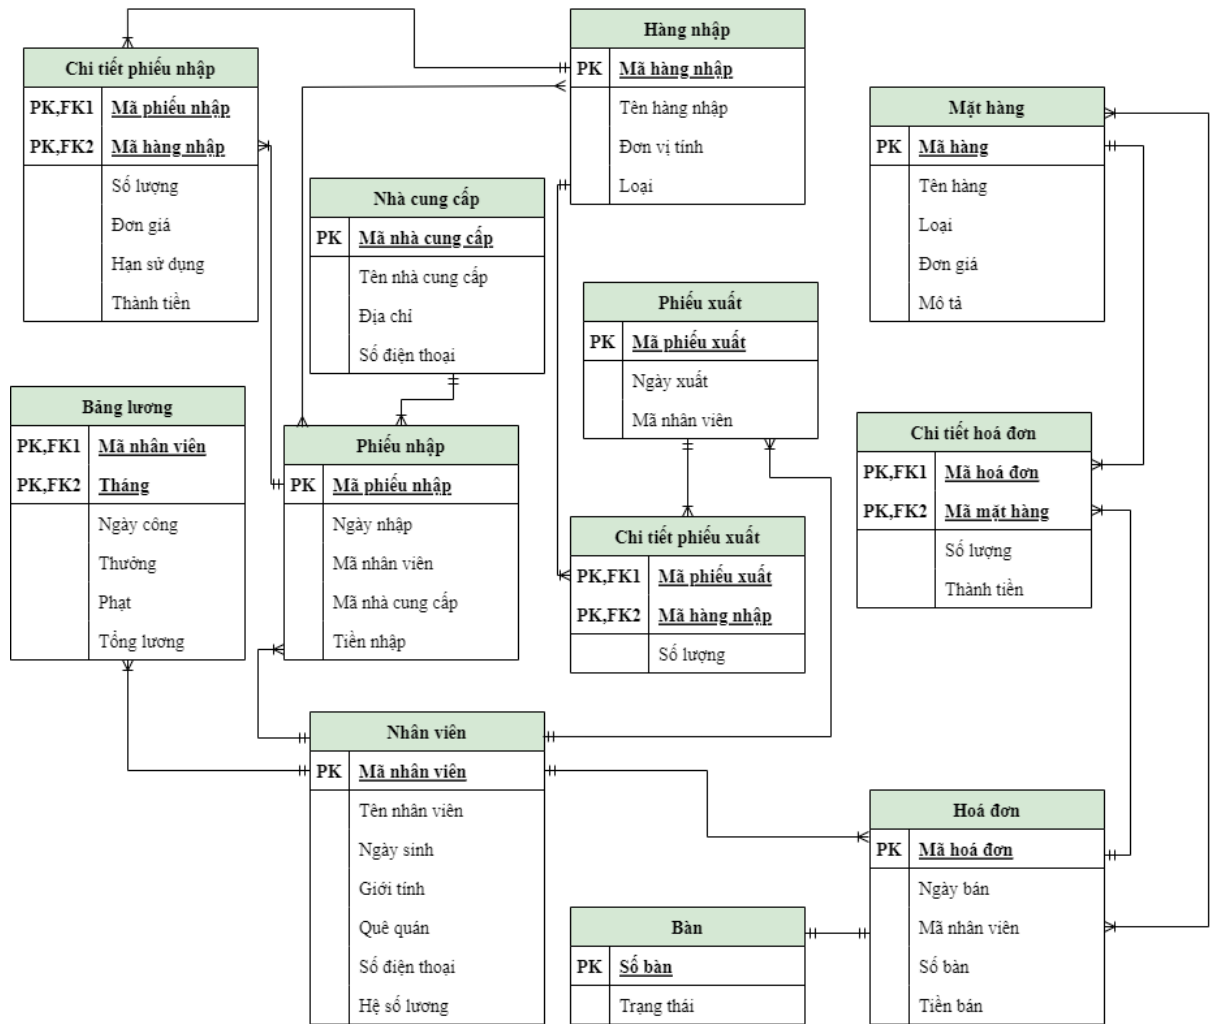 Hàng nhập
PK Mã hàng nhập
Tên hàng nhập
Đơn vị tính
Loại
Chi tiết phiếu nhập
PK,FK1 Mã phiếu nhập
PK,FK2 Mã hàng nhập
Số lượng
Đơn giá
Hạn sử dụng
Thành tiền
Mặt hàng
PK Mã hàng
Tên hàng
Loại
Đơn giá
Mô tả
Nhà cung cấp
PK Mã nhà cung cấp
Tên nhà cung cấp
Địa chỉ
Số điện thoại
Phiếu xuất
PK Mã phiếu xuất
Ngày xuất
Mã nhân viên
Bảng lương
PK,FK1 Mã nhân viên
PK,FK2 Tháng
Ngày công
Thưởng
Phạt
Tổng lương
Phiếu nhập
PK Mã phiếu nhập
Ngày nhập
Mã nhân viên
Mã nhà cung cấp
Tiền nhập
Chi tiết hoá đơn
PK,FK1 Mã hoá đơn
PK,FK2 Mã mặt hàng
Số lượng
Thành tiền
Chi tiết phiếu xuất
PK,FK1 Mã phiếu xuất
PK,FK2 Mã hàng nhập
Số lượng
Nhân viên
PK Mã nhân viên
Tên nhân viên
Ngày sinh
Giới tính
Quê quán
Số điện thoại
Hệ số lương
Bàn
PK Số bàn
Trạng thái
Hoá đơn
PK Mã hoá đơn
Ngày bán
Mã nhân viên
Số bàn
Tiền bán